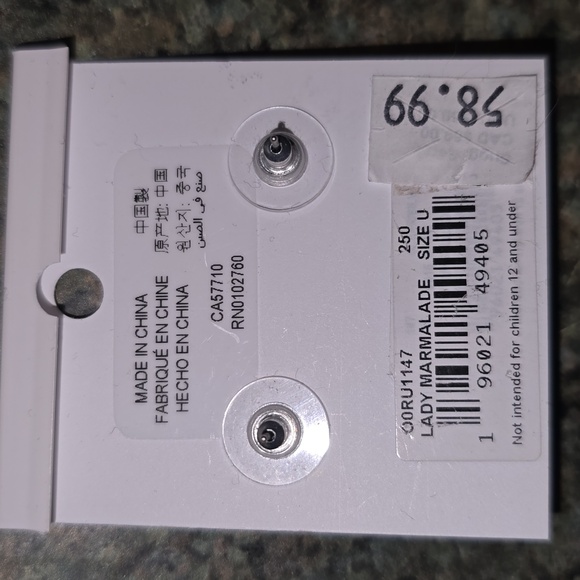 58.99
中国製
原产地: 中国
원산지: 중국
صنع فى الصين
MADE IN CHINA
FABRIQUÉ EN CHINE
HECHO EN CHINA
CA57710
RN0102760
00RU1147 250
LADY MARMALADE SIZE U
1 96021 49405
Not intended for children 12 and under